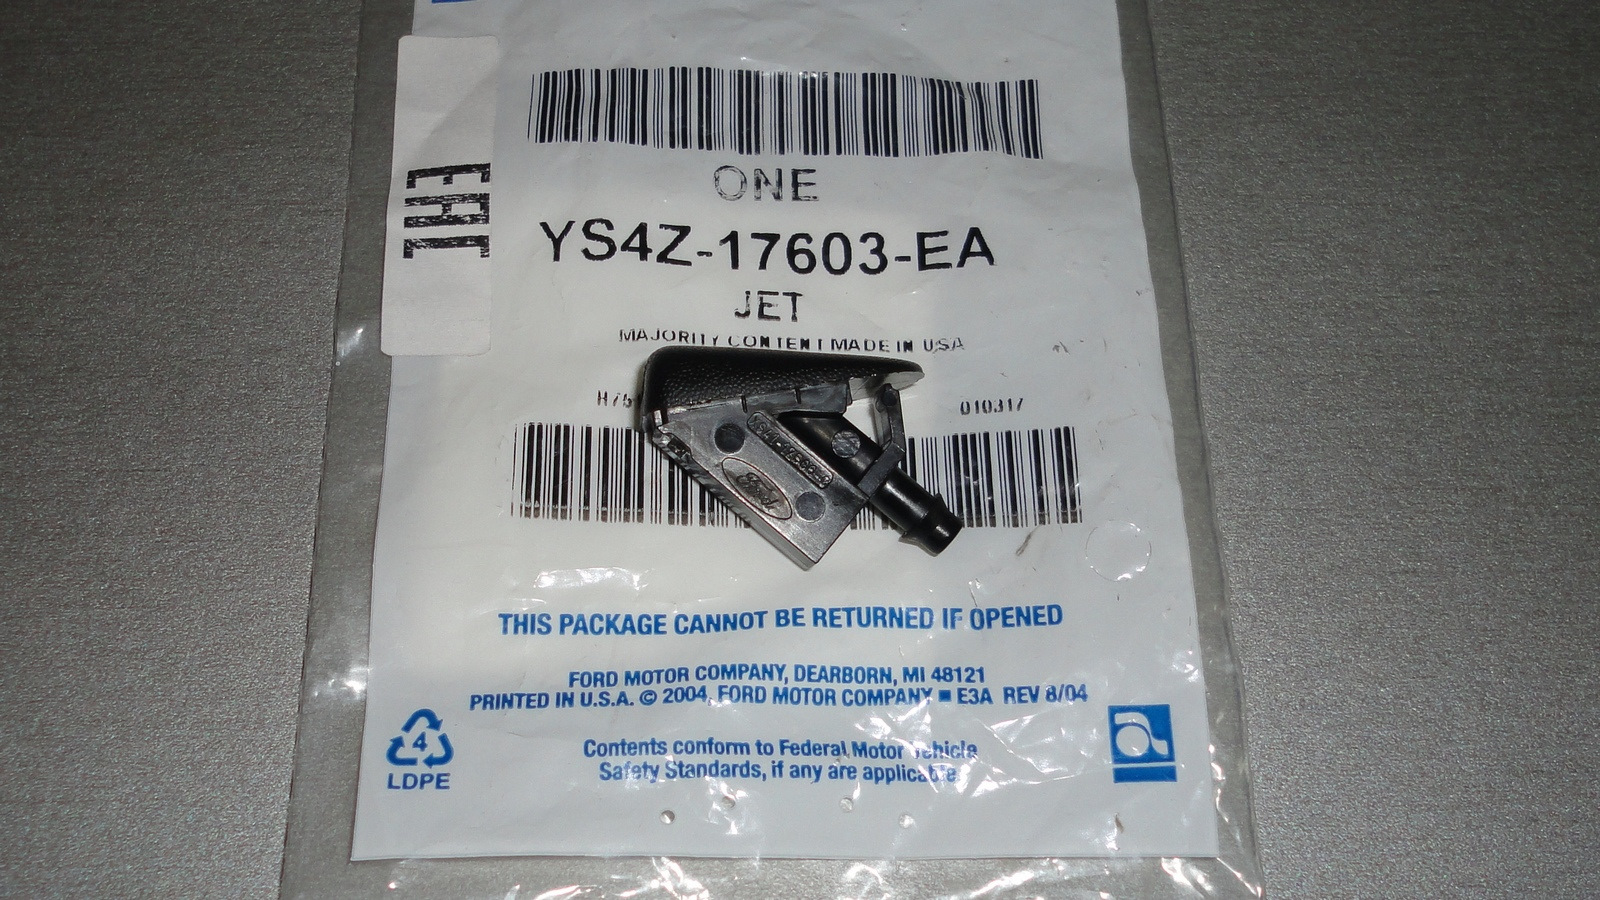 EAC
ONE
YS4Z-17603-EA
JET
MAJORITY CONTENT MADE IN USA
010317
Ford
THIS PACKAGE CANNOT BE RETURNED IF OPENED
FORD MOTOR COMPANY, DEARBORN, MI 48121
PRINTED IN U.S.A. © 2004, FORD MOTOR COMPANY ■ E3A REV 8/04
Contents conform to Federal Motor Vehicle
Safety Standards, if any are applicable
4
LDPE